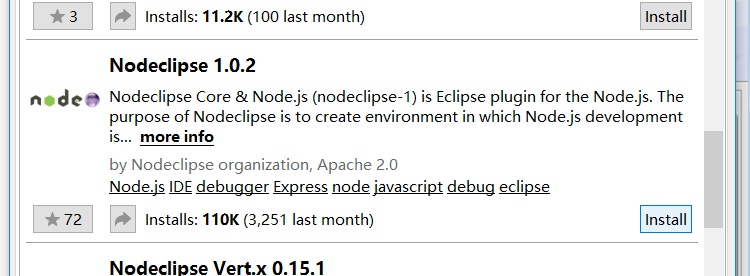 3 Installs: 11.2K (100 last month) Install
Nodeclipse 1.0.2
node
Nodeclipse Core & Node.js (nodeclipse-1) is Eclipse plugin for the Node.js. The
purpose of Nodeclipse is to create environment in which Node.js development
is... more info
by Nodeclipse organization, Apache 2.0
Node.js IDE debugger Express node javascript debug eclipse
72 Installs: 110K (3,251 last month) Install
Nodeclipse Vert.x 0.15.1